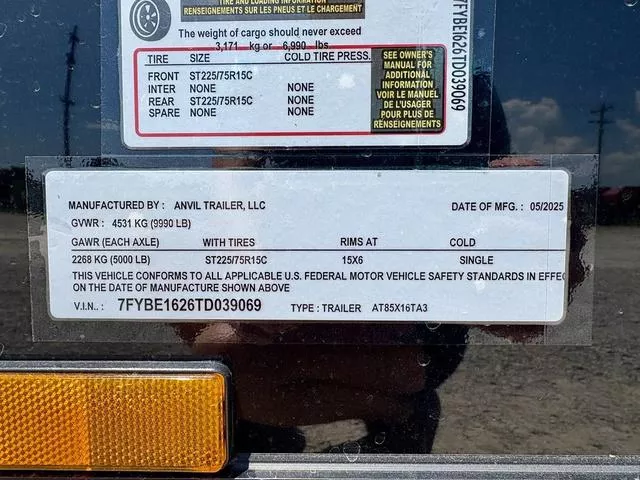 TIRE AND LOADING INFORMATION
RENSEIGNEMENTS SUR LES PNEUS ET LE CHARGEMENT
The weight of cargo should never exceed
3,171 kg or 6,990 lbs
TIRE SIZE COLD TIRE PRESS.
FRONT ST225/75R15C
INTER NONE NONE
REAR ST225/75R15C NONE
SPARE NONE NONE
SEE OWNER'S
MANUAL FOR
ADDITIONAL
INFORMATION
VOIR LE MANUEL
DE L'USAGER
POUR PLUS DE
RENSEIGNEMENTS
7FYBE1626TD039069
MANUFACTURED BY : ANVIL TRAILER, LLC DATE OF MFG. : 05/2025
GVWR : 4531 KG (9990 LB)
GAWR (EACH AXLE) WITH TIRES RIMS AT COLD
2268 KG (5000 LB) ST225/75R15C 15X6 SINGLE
THIS VEHICLE CONFORMS TO ALL APPLICABLE U.S. FEDERAL MOTOR VEHICLE SAFETY STANDARDS IN EFFEC
ON THE DATE OF MANUFACTURE SHOWN ABOVE
V.I.N.. : 7FYBE1626TD039069 TYPE : TRAILER AT85X16TA3